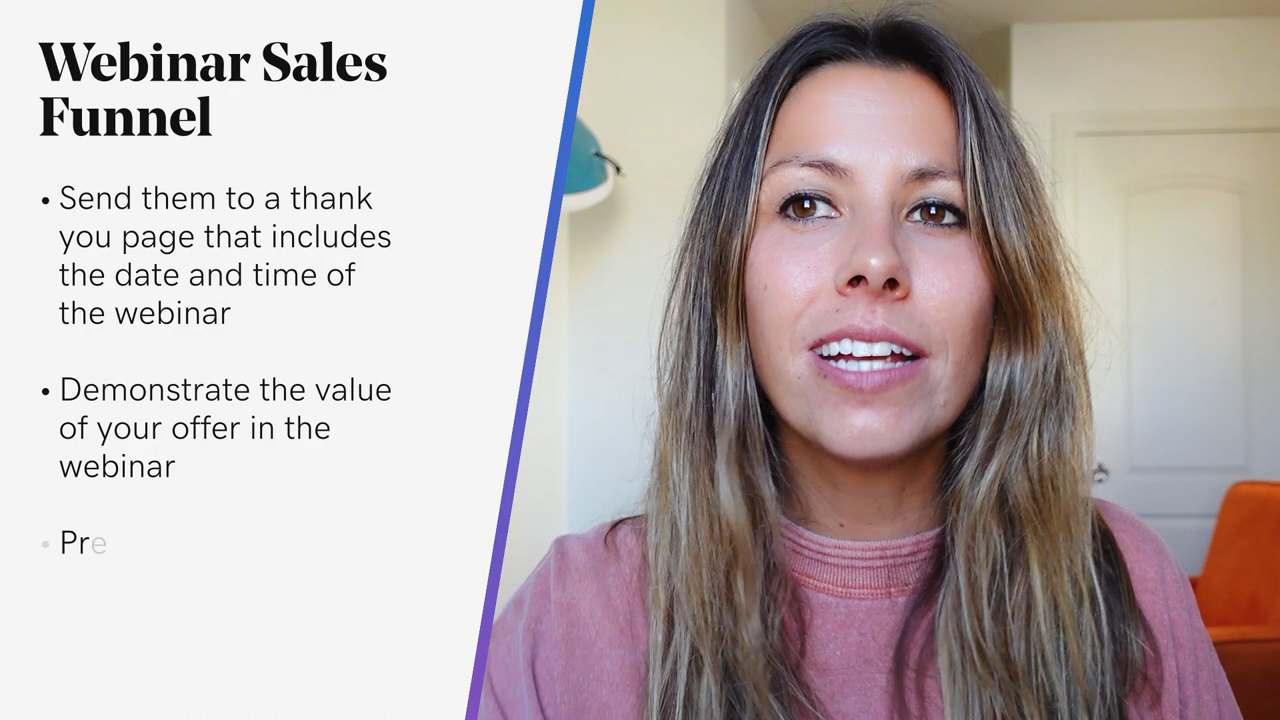 Webinar Sales
Funnel
• Send them to a thank
you page that includes
the date and time of
the webinar
• Demonstrate the value
of your offer in the
webinar
• Pre